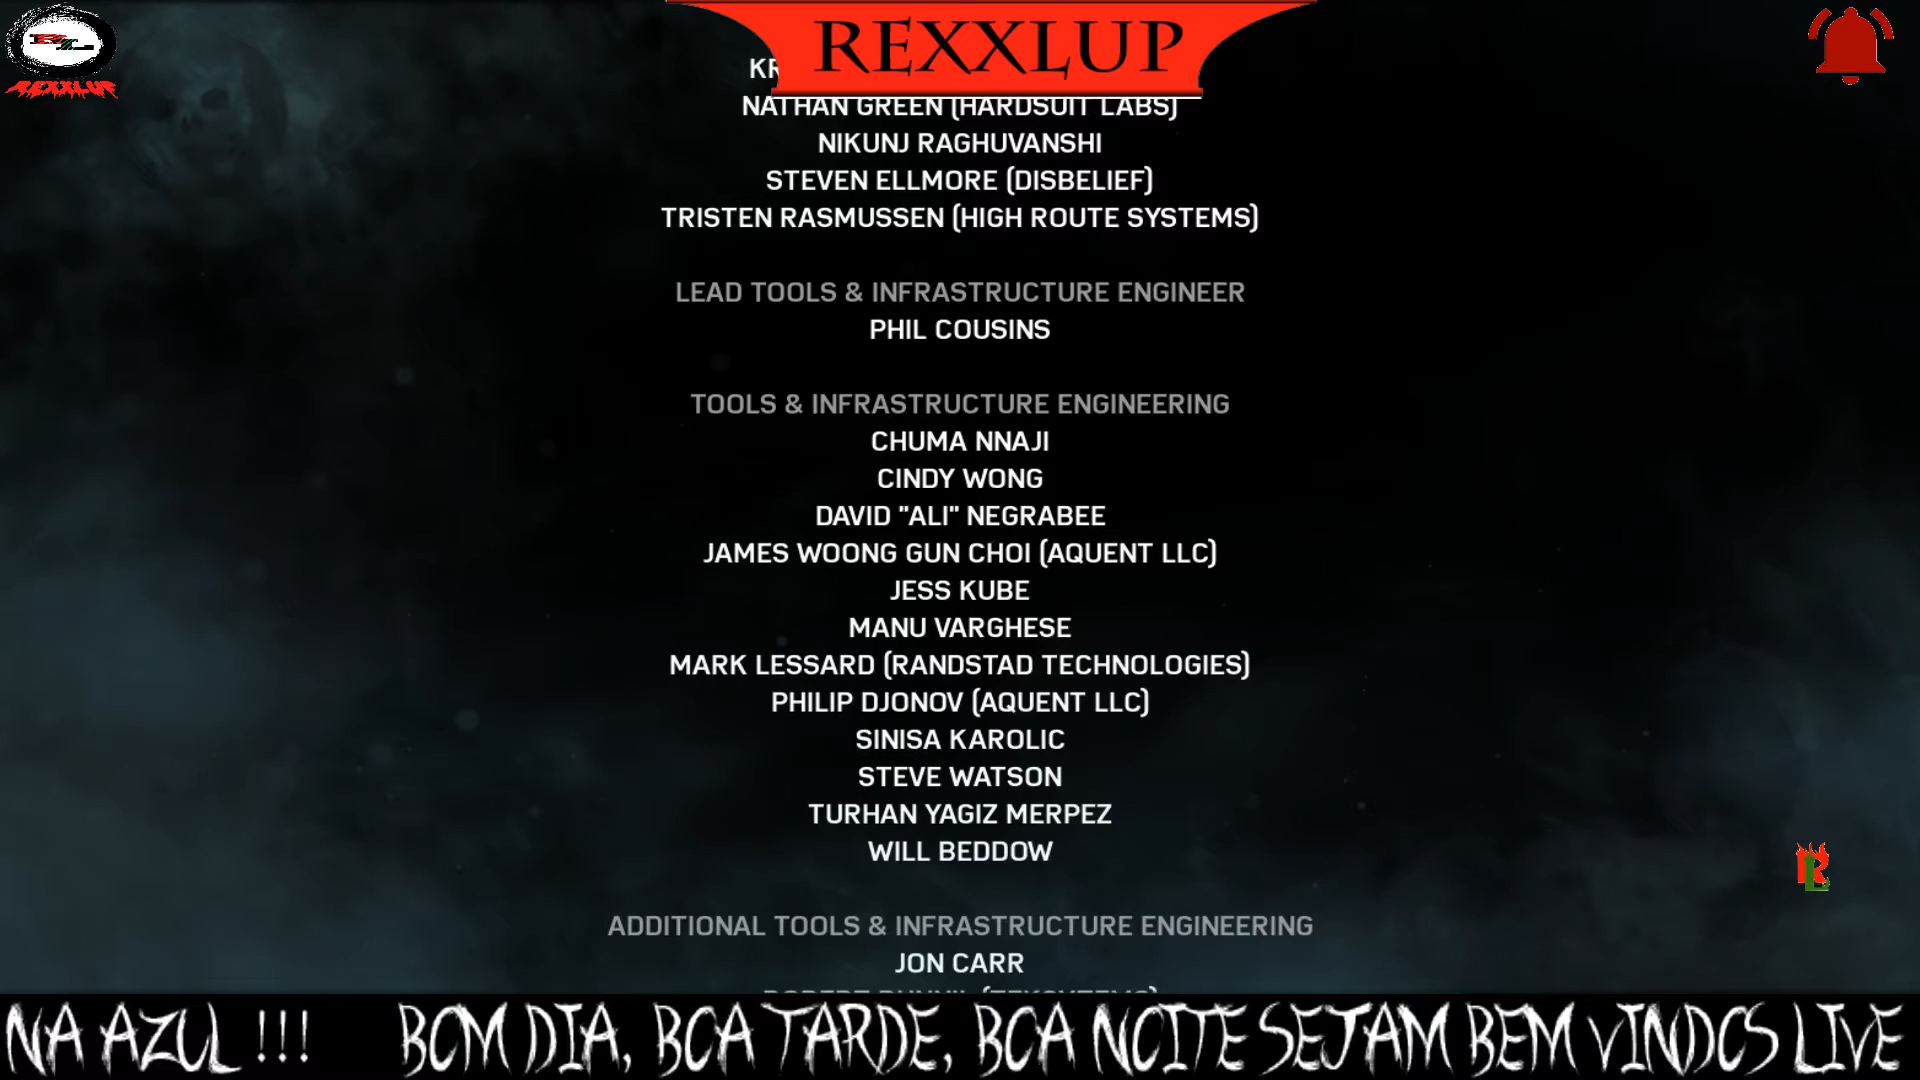 REXXLUP
REXXLUP
KR
NATHAN GREEN (HARDSUIT LABS)
NIKUNJ RAGHUVANSHI
STEVEN ELLMORE (DISBELIEF)
TRISTEN RASMUSSEN (HIGH ROUTE SYSTEMS)
LEAD TOOLS & INFRASTRUCTURE ENGINEER
PHIL COUSINS
TOOLS & INFRASTRUCTURE ENGINEERING
CHUMA NNAJI
CINDY WONG
DAVID "ALI" NEGRABEE
JAMES WOONG GUN CHOI (AQUENT LLC)
JESS KUBE
MANU VARGHESE
MARK LESSARD (RANDSTAD TECHNOLOGIES)
PHILIP DJONOV (AQUENT LLC)
SINISA KAROLIC
STEVE WATSON
TURHAN YAGIZ MERPEZ
WILL BEDDOW
RL
ADDITIONAL TOOLS & INFRASTRUCTURE ENGINEERING
JON CARR
NA AZUL !!! BOM DIA, BOA TARDE, BOA NOITE SEJAM BEM VINDOS LIVE